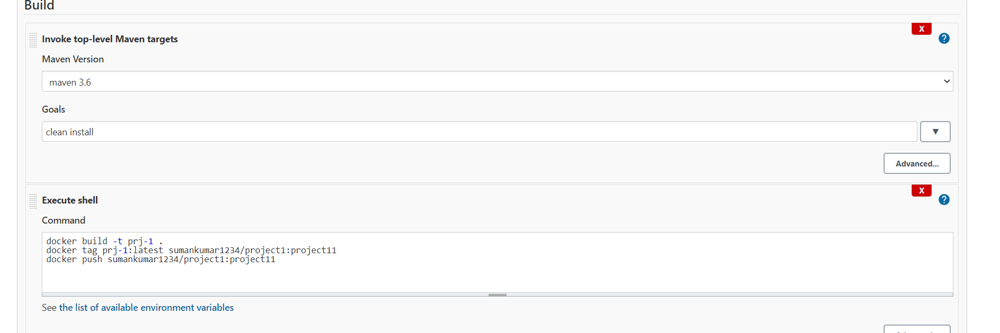 Build
X
Invoke top-level Maven targets
?
Maven Version
maven 3.6
Goals
clean install
▼
Advanced...
X
Execute shell
?
Command
docker build -t prj-1 .
docker tag prj-1:latest sumankumar1234/project1:project11
docker push sumankumar1234/project1:project11
See the list of available environment variables